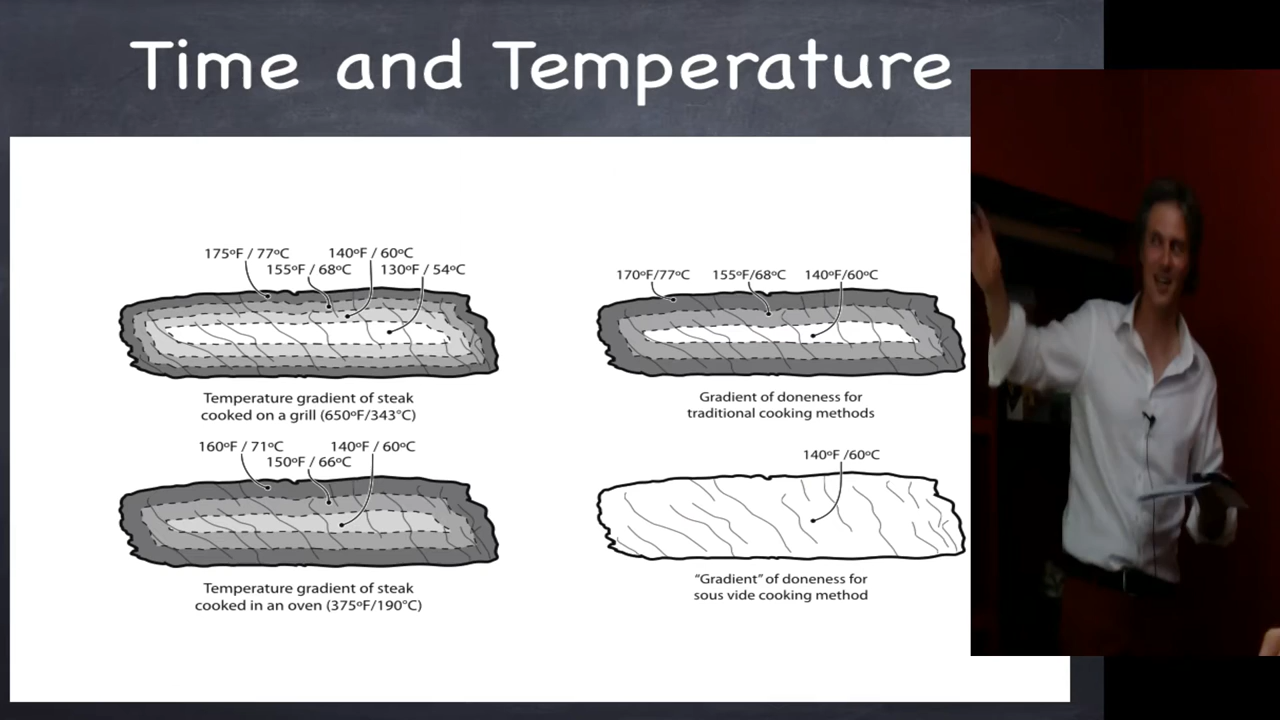 Time and Temperature
175ºF / 77ºC
140ºF / 60ºC
155ºF / 68ºC
130ºF / 54ºC
Temperature gradient of steak
cooked on a grill (650ºF/343°C)
170ºF/77ºC
155ºF/68ºC
140ºF/60ºC
Gradient of doneness for
traditional cooking methods
160ºF / 71ºC
140ºF / 60ºC
150ºF / 66ºC
Temperature gradient of steak
cooked in an oven (375ºF/190°C)
140ºF /60ºC
“Gradient” of doneness for
sous vide cooking method